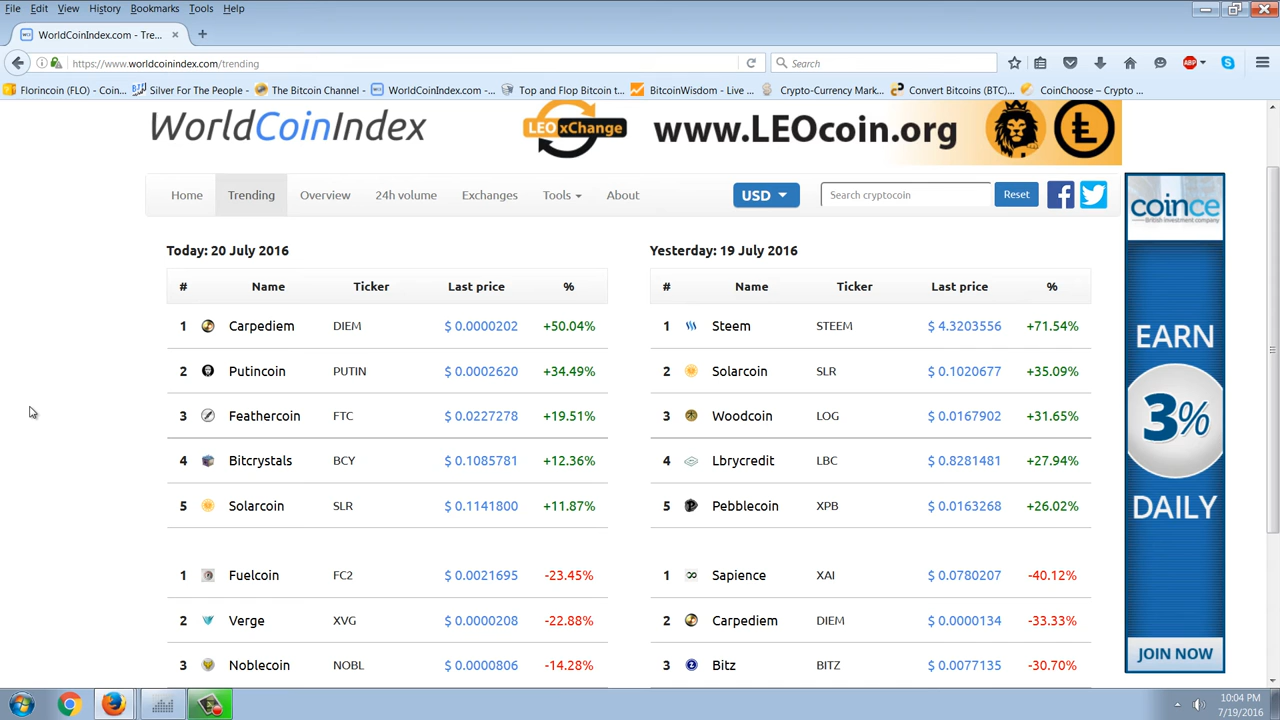 File Edit View History Bookmarks Tools Help
WorldCoinIndex.com - Tre...
https://www.worldcoinindex.com/trending
Search
Florincoin (FLO) - Coin... Silver For The People - The Bitcoin Channel - WorldCoinIndex.com -... Top and Flop Bitcoin t... BitcoinWisdom - Live ... Crypto-Currency Mark... Convert Bitcoins (BTC)... CoinChoose – Crypto ...
WorldCoinIndex
LEOxChange
www.LEOcoin.org
Home Trending Overview 24h volume Exchanges Tools About USD Search cryptocoin Reset
Today: 20 July 2016
# Name Ticker Last price %
1 Carpediem DIEM $ 0.0000202 +50.04%
2 Putincoin PUTIN $ 0.0002620 +34.49%
3 Feathercoin FTC $ 0.0227278 +19.51%
4 Bitcrystals BCY $ 0.1085781 +12.36%
5 Solarcoin SLR $ 0.1141800 +11.87%
1 Fuelcoin FC2 $ 0.0021695 -23.45%
2 Verge XVG $ 0.0000208 -22.88%
3 Noblecoin NOBL $ 0.0000806 -14.28%
Yesterday: 19 July 2016
# Name Ticker Last price %
1 Steem STEEM $ 4.3203556 +71.54%
2 Solarcoin SLR $ 0.1020677 +35.09%
3 Woodcoin LOG $ 0.0167902 +31.65%
4 Lbrycredit LBC $ 0.8281481 +27.94%
5 Pebblecoin XPB $ 0.0163268 +26.02%
1 Sapience XAI $ 0.0780207 -40.12%
2 Carpediem DIEM $ 0.0000134 -33.33%
3 Bitz BITZ $ 0.0077135 -30.70%
coince
British investment company
EARN
3%
DAILY
JOIN NOW
10:04 PM
7/19/2016